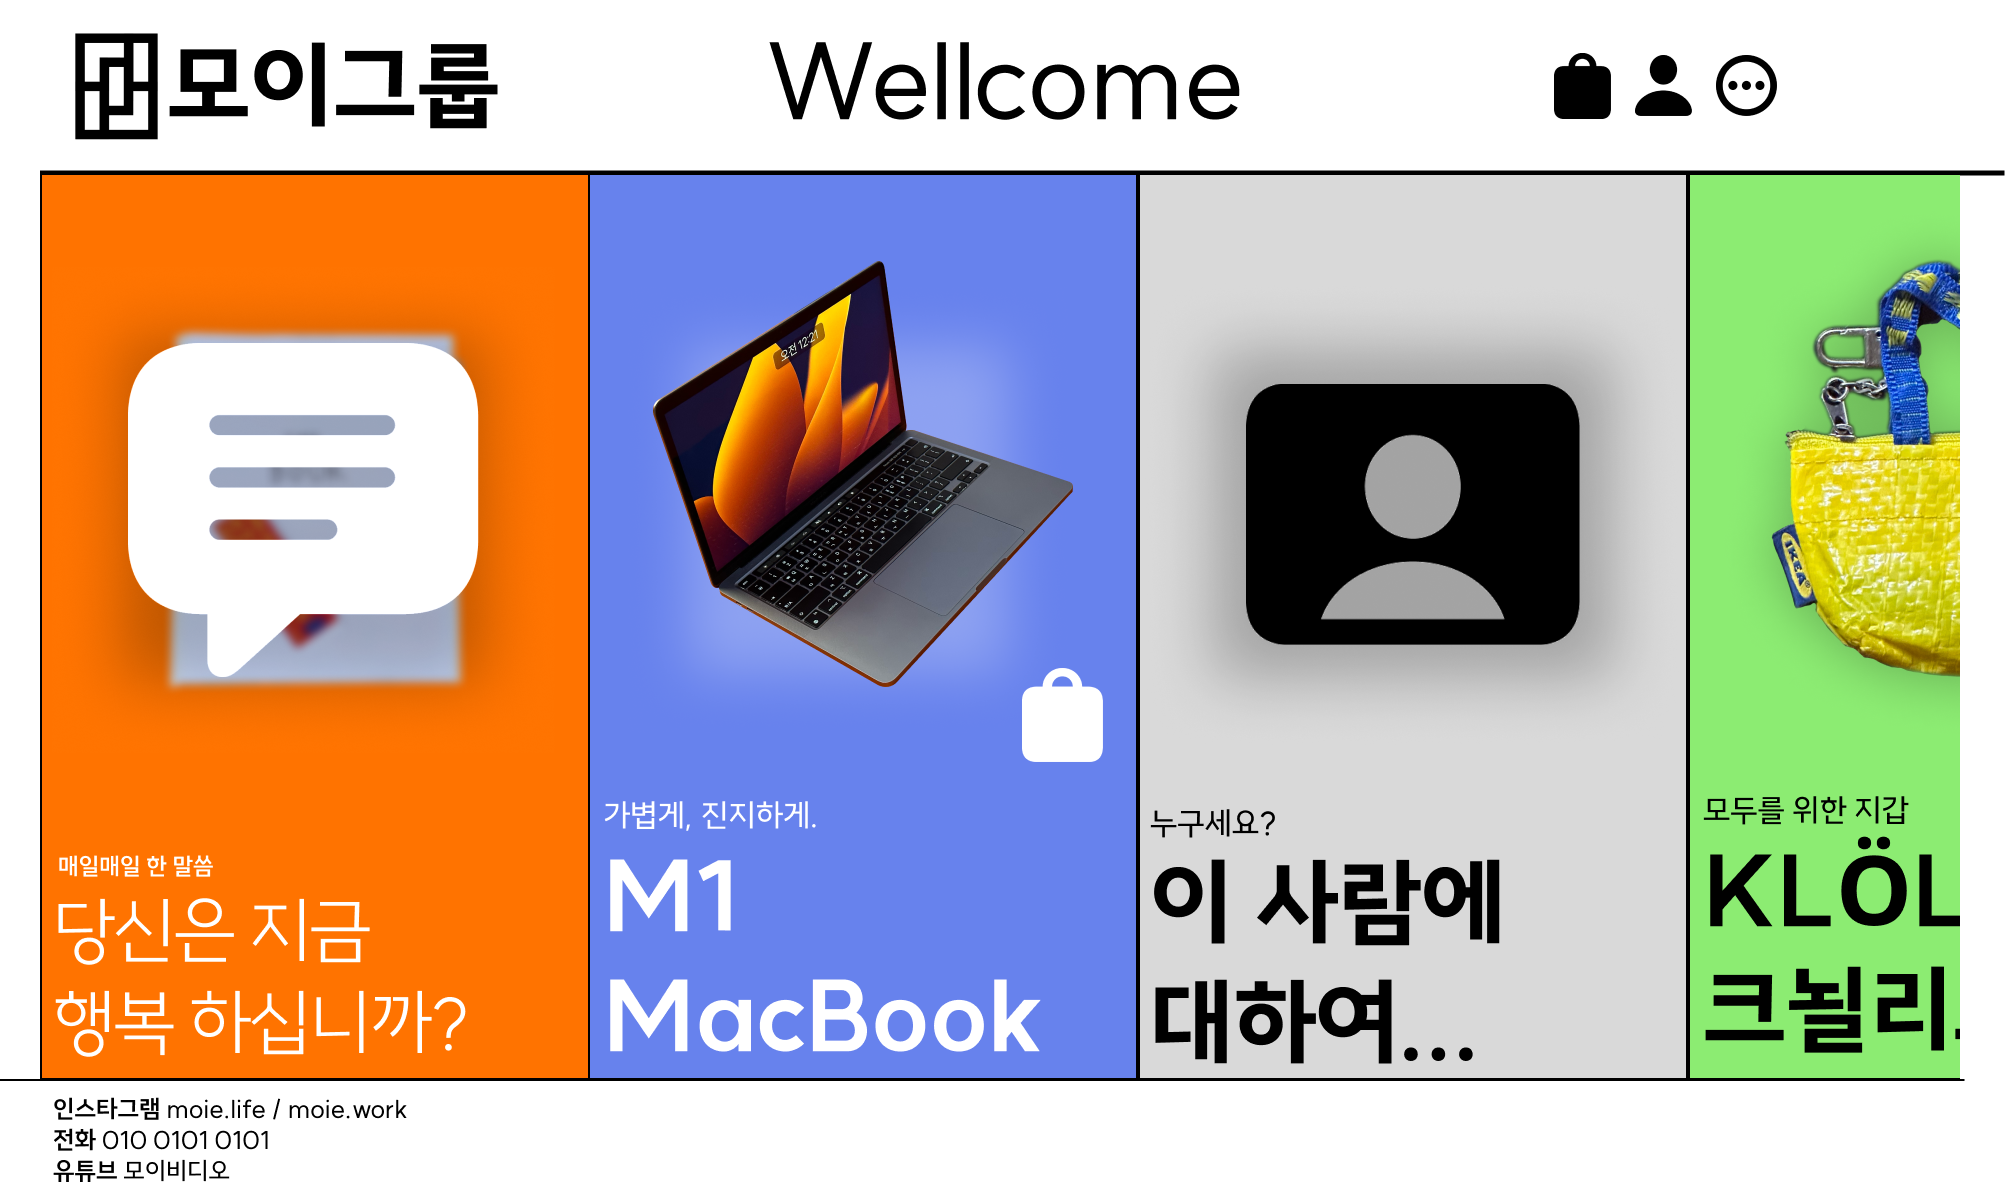 모이그룹
Wellcome
오전 12:21
IKEA
매일매일 한 말씀
당신은 지금
행복 하십니까?
가볍게, 진지하게.
M1
MacBook
누구세요?
이 사람에
대하여...
모두를 위한 지갑
KLÖL
크뇔리
인스타그램 moie.life / moie.work
전화 010 0101 0101
유튜브 모이비디오